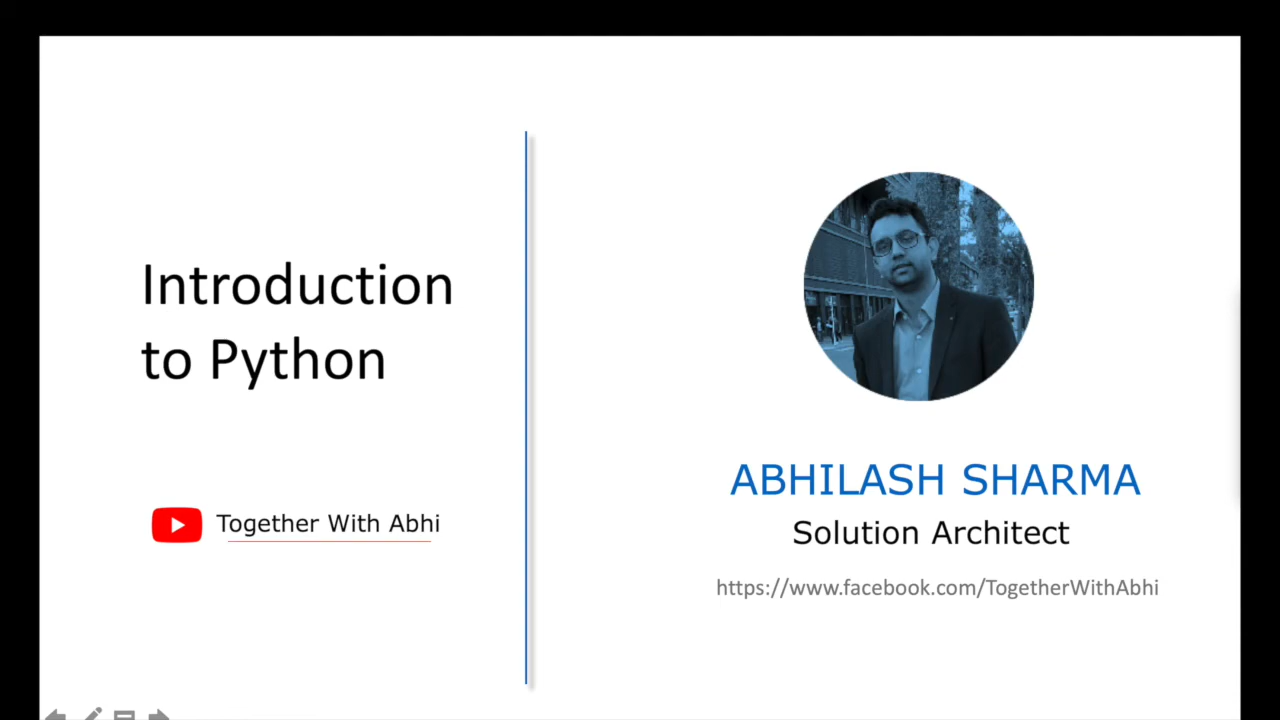 Introduction
to Python
Together With Abhi
ABHILASH SHARMA
Solution Architect
https://www.facebook.com/TogetherWithAbhi